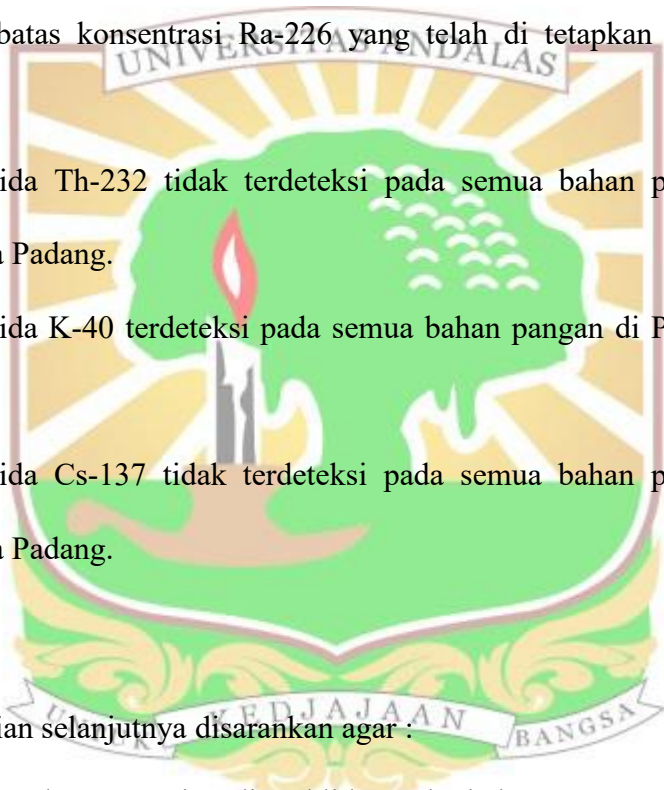 batas konsentrasi Ra-226 yang telah di tetapkan
UNIVERSITAS ANDALAS
ida Th-232 tidak terdeteksi pada semua bahan p
a Padang.
ida K-40 terdeteksi pada semua bahan pangan di P
ida Cs-137 tidak terdeteksi pada semua bahan p
a Padang.
UNTUK KEDJAJAAN BANGSA
ian selanjutnya disarankan agar :